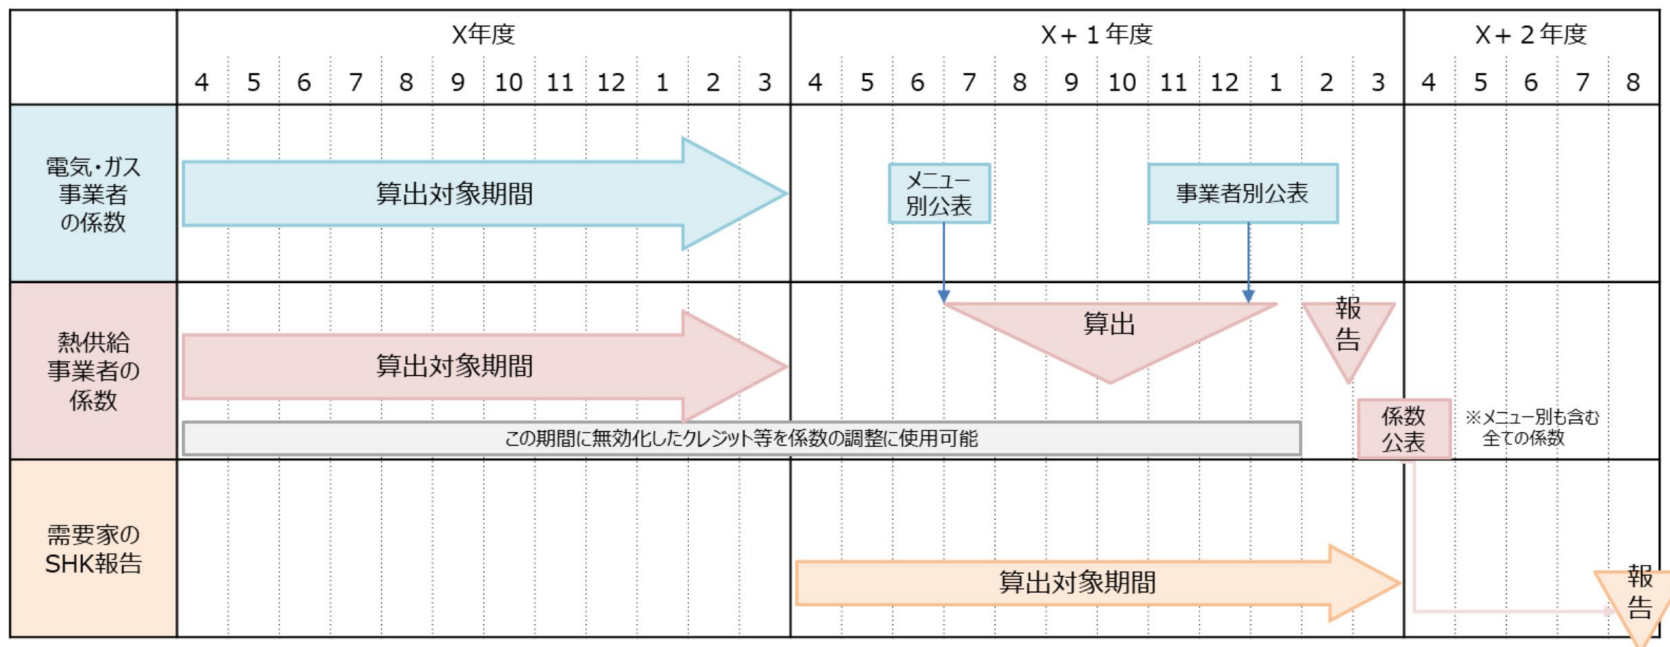 X年度
X+1年度
X+2年度
4 5 6 7 8 9 10 11 12 1 2 3 4 5 6 7 8 9 10 11 12 1 2 3 4 5 6 7 8
電気・ガス
事業者
の係数
算出対象期間
メニュー
別公表
事業者別公表
熱供給
事業者の
係数
算出対象期間
算出
報
告
この期間に無効化したクレジット等を係数の調整に使用可能
係数
公表
※メニュー別も含む
全ての係数
需要家の
SHK報告
算出対象期間
報
告